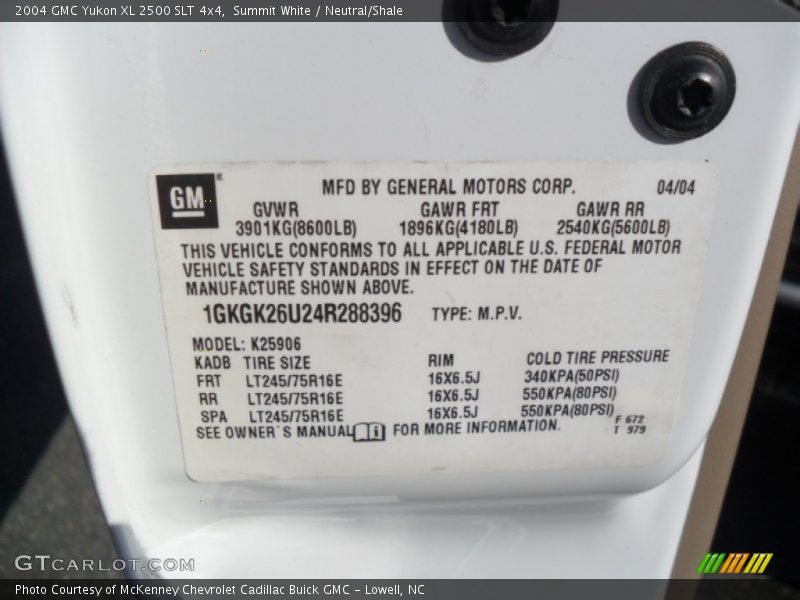 2004 GMC Yukon XL 2500 SLT 4x4, Summit White / Neutral/Shale
GM®
MFD BY GENERAL MOTORS CORP. 04/04
GVWR GAWR FRT GAWR RR
3901KG(8600LB) 1896KG(4180LB) 2540KG(5600LB)
THIS VEHICLE CONFORMS TO ALL APPLICABLE U.S. FEDERAL MOTOR
VEHICLE SAFETY STANDARDS IN EFFECT ON THE DATE OF
MANUFACTURE SHOWN ABOVE.
1GKGK26U24R288396 TYPE: M.P.V.
MODEL: K25906
KADB TIRE SIZE RIM COLD TIRE PRESSURE
FRT LT245/75R16E 16X6.5J 340KPA(50PSI)
RR LT245/75R16E 16X6.5J 550KPA(80PSI)
SPA LT245/75R16E 16X6.5J 550KPA(80PSI)
SEE OWNER'S MANUAL FOR MORE INFORMATION.
F 672
T 979
GTCARLOT.COM
Photo Courtesy of McKenney Chevrolet Cadillac Buick GMC - Lowell, NC